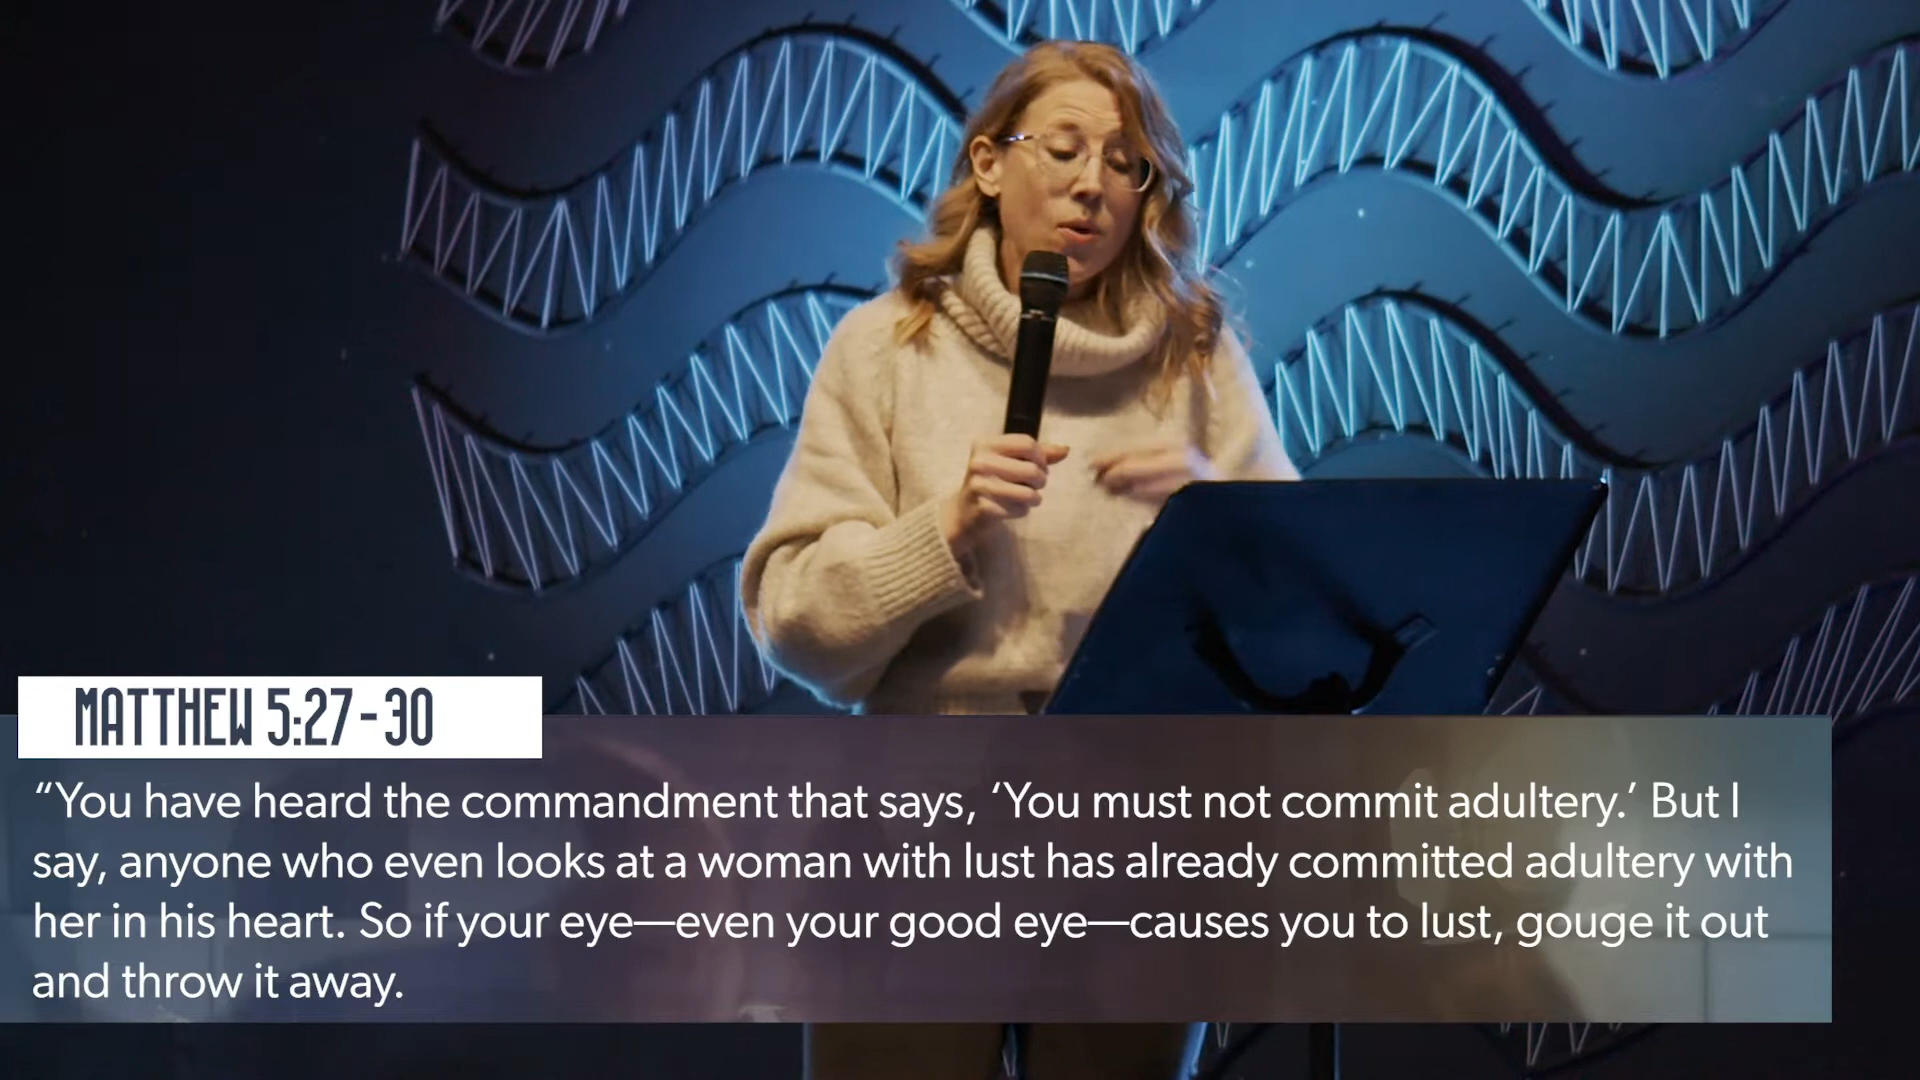 MATTHEW 5:27-30
“You have heard the commandment that says, ‘You must not commit adultery.’ But I
say, anyone who even looks at a woman with lust has already committed adultery with
her in his heart. So if your eye—even your good eye—causes you to lust, gouge it out
and throw it away.